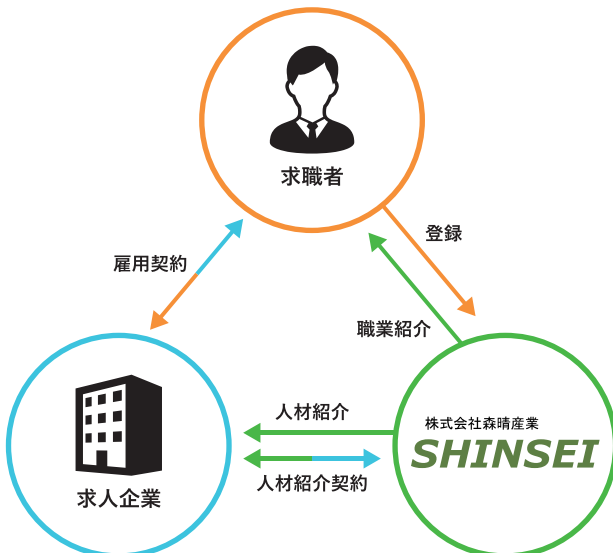 求職者
登録
雇用契約
職業紹介
人材紹介
株式会社森晴産業
SHINSEI
人材紹介契約
求人企業